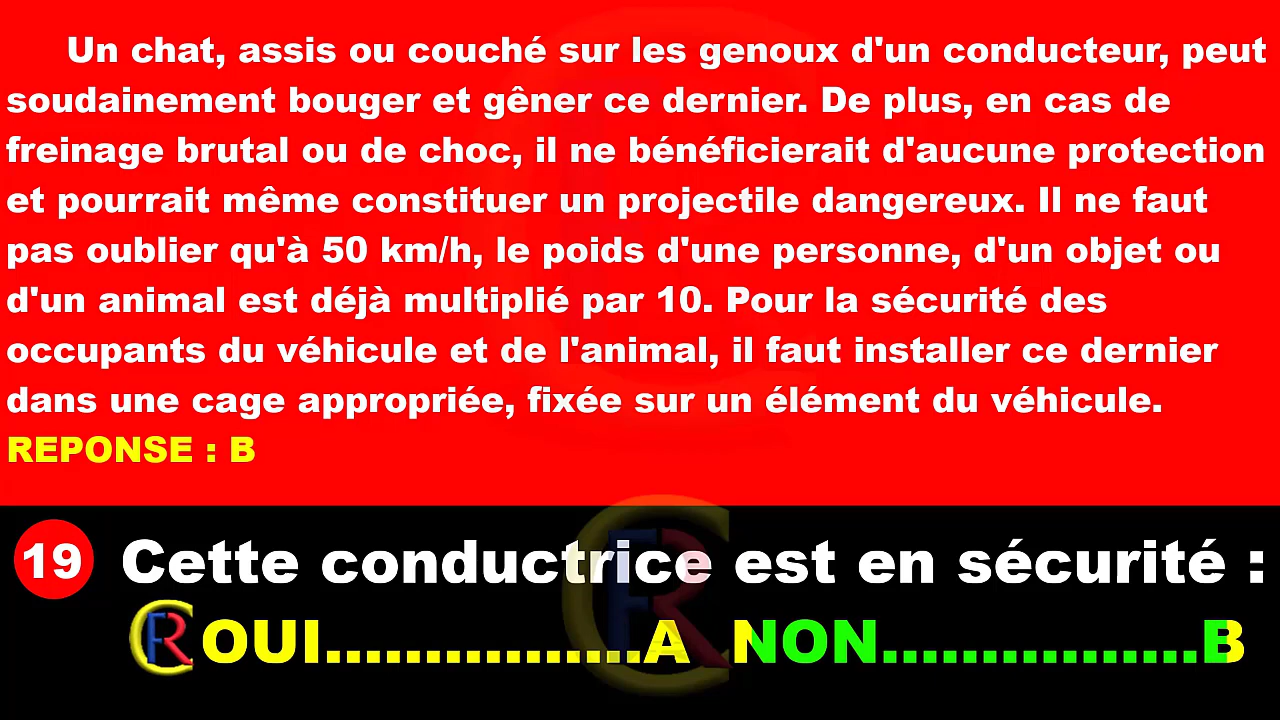 Un chat, assis ou couché sur les genoux d'un conducteur, peut
soudainement bouger et gêner ce dernier. De plus, en cas de
freinage brutal ou de choc, il ne bénéficierait d'aucune protection
et pourrait même constituer un projectile dangereux. Il ne faut
pas oublier qu'à 50 km/h, le poids d'une personne, d'un objet ou
d'un animal est déjà multiplié par 10. Pour la sécurité des
occupants du véhicule et de l'animal, il faut installer ce dernier
dans une cage appropriée, fixée sur un élément du véhicule.
REPONSE : B
19 Cette conductrice est en sécurité :
CFR OUI................A NON................B